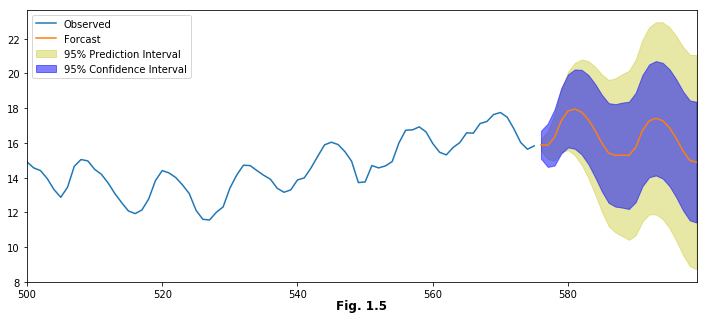 Observed
Forcast
95% Prediction Interval
95% Confidence Interval
22
20
18
16
14
12
10
8
500 520 540 560 580
Fig. 1.5